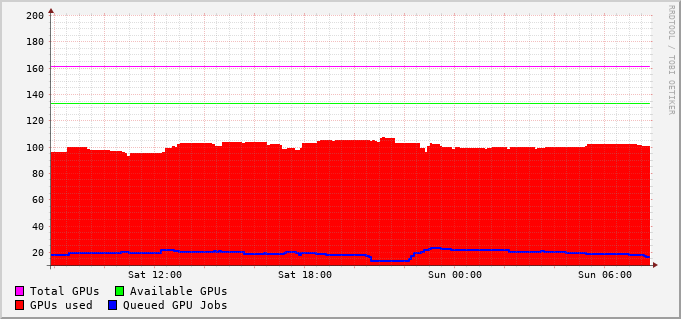 RRDTOOL / TOBI OETIKER
200
180
160
140
120
100
80
60
40
20
Sat 12:00 Sat 18:00 Sun 00:00 Sun 06:00
Total GPUs Available GPUs
GPUs used Queued GPU Jobs